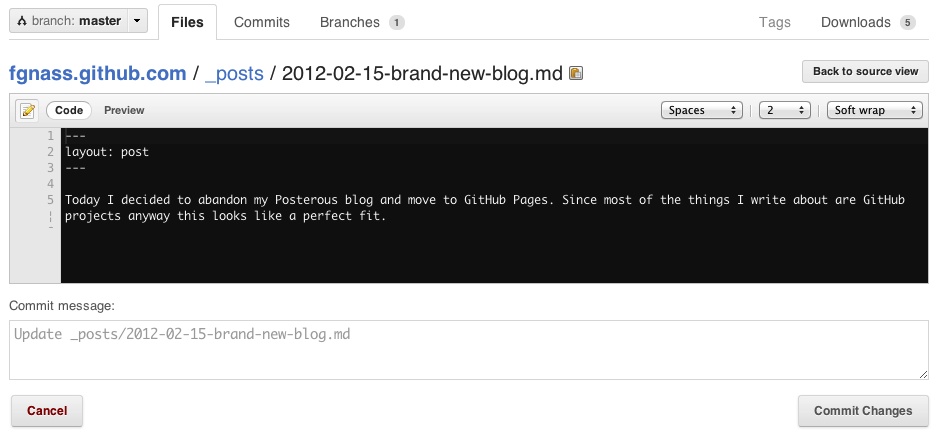 branch: master Files Commits Branches 1 Tags Downloads 5
fgnass.github.com / _posts / 2012-02-15-brand-new-blog.md Back to source view
Code Preview Spaces 2 Soft wrap
1 ---
2 layout: post
3 ---
4
5 Today I decided to abandon my Posterous blog and move to GitHub Pages. Since most of the things I write about are GitHub
projects anyway this looks like a perfect fit.
Commit message:
Update _posts/2012-02-15-brand-new-blog.md
Cancel Commit Changes